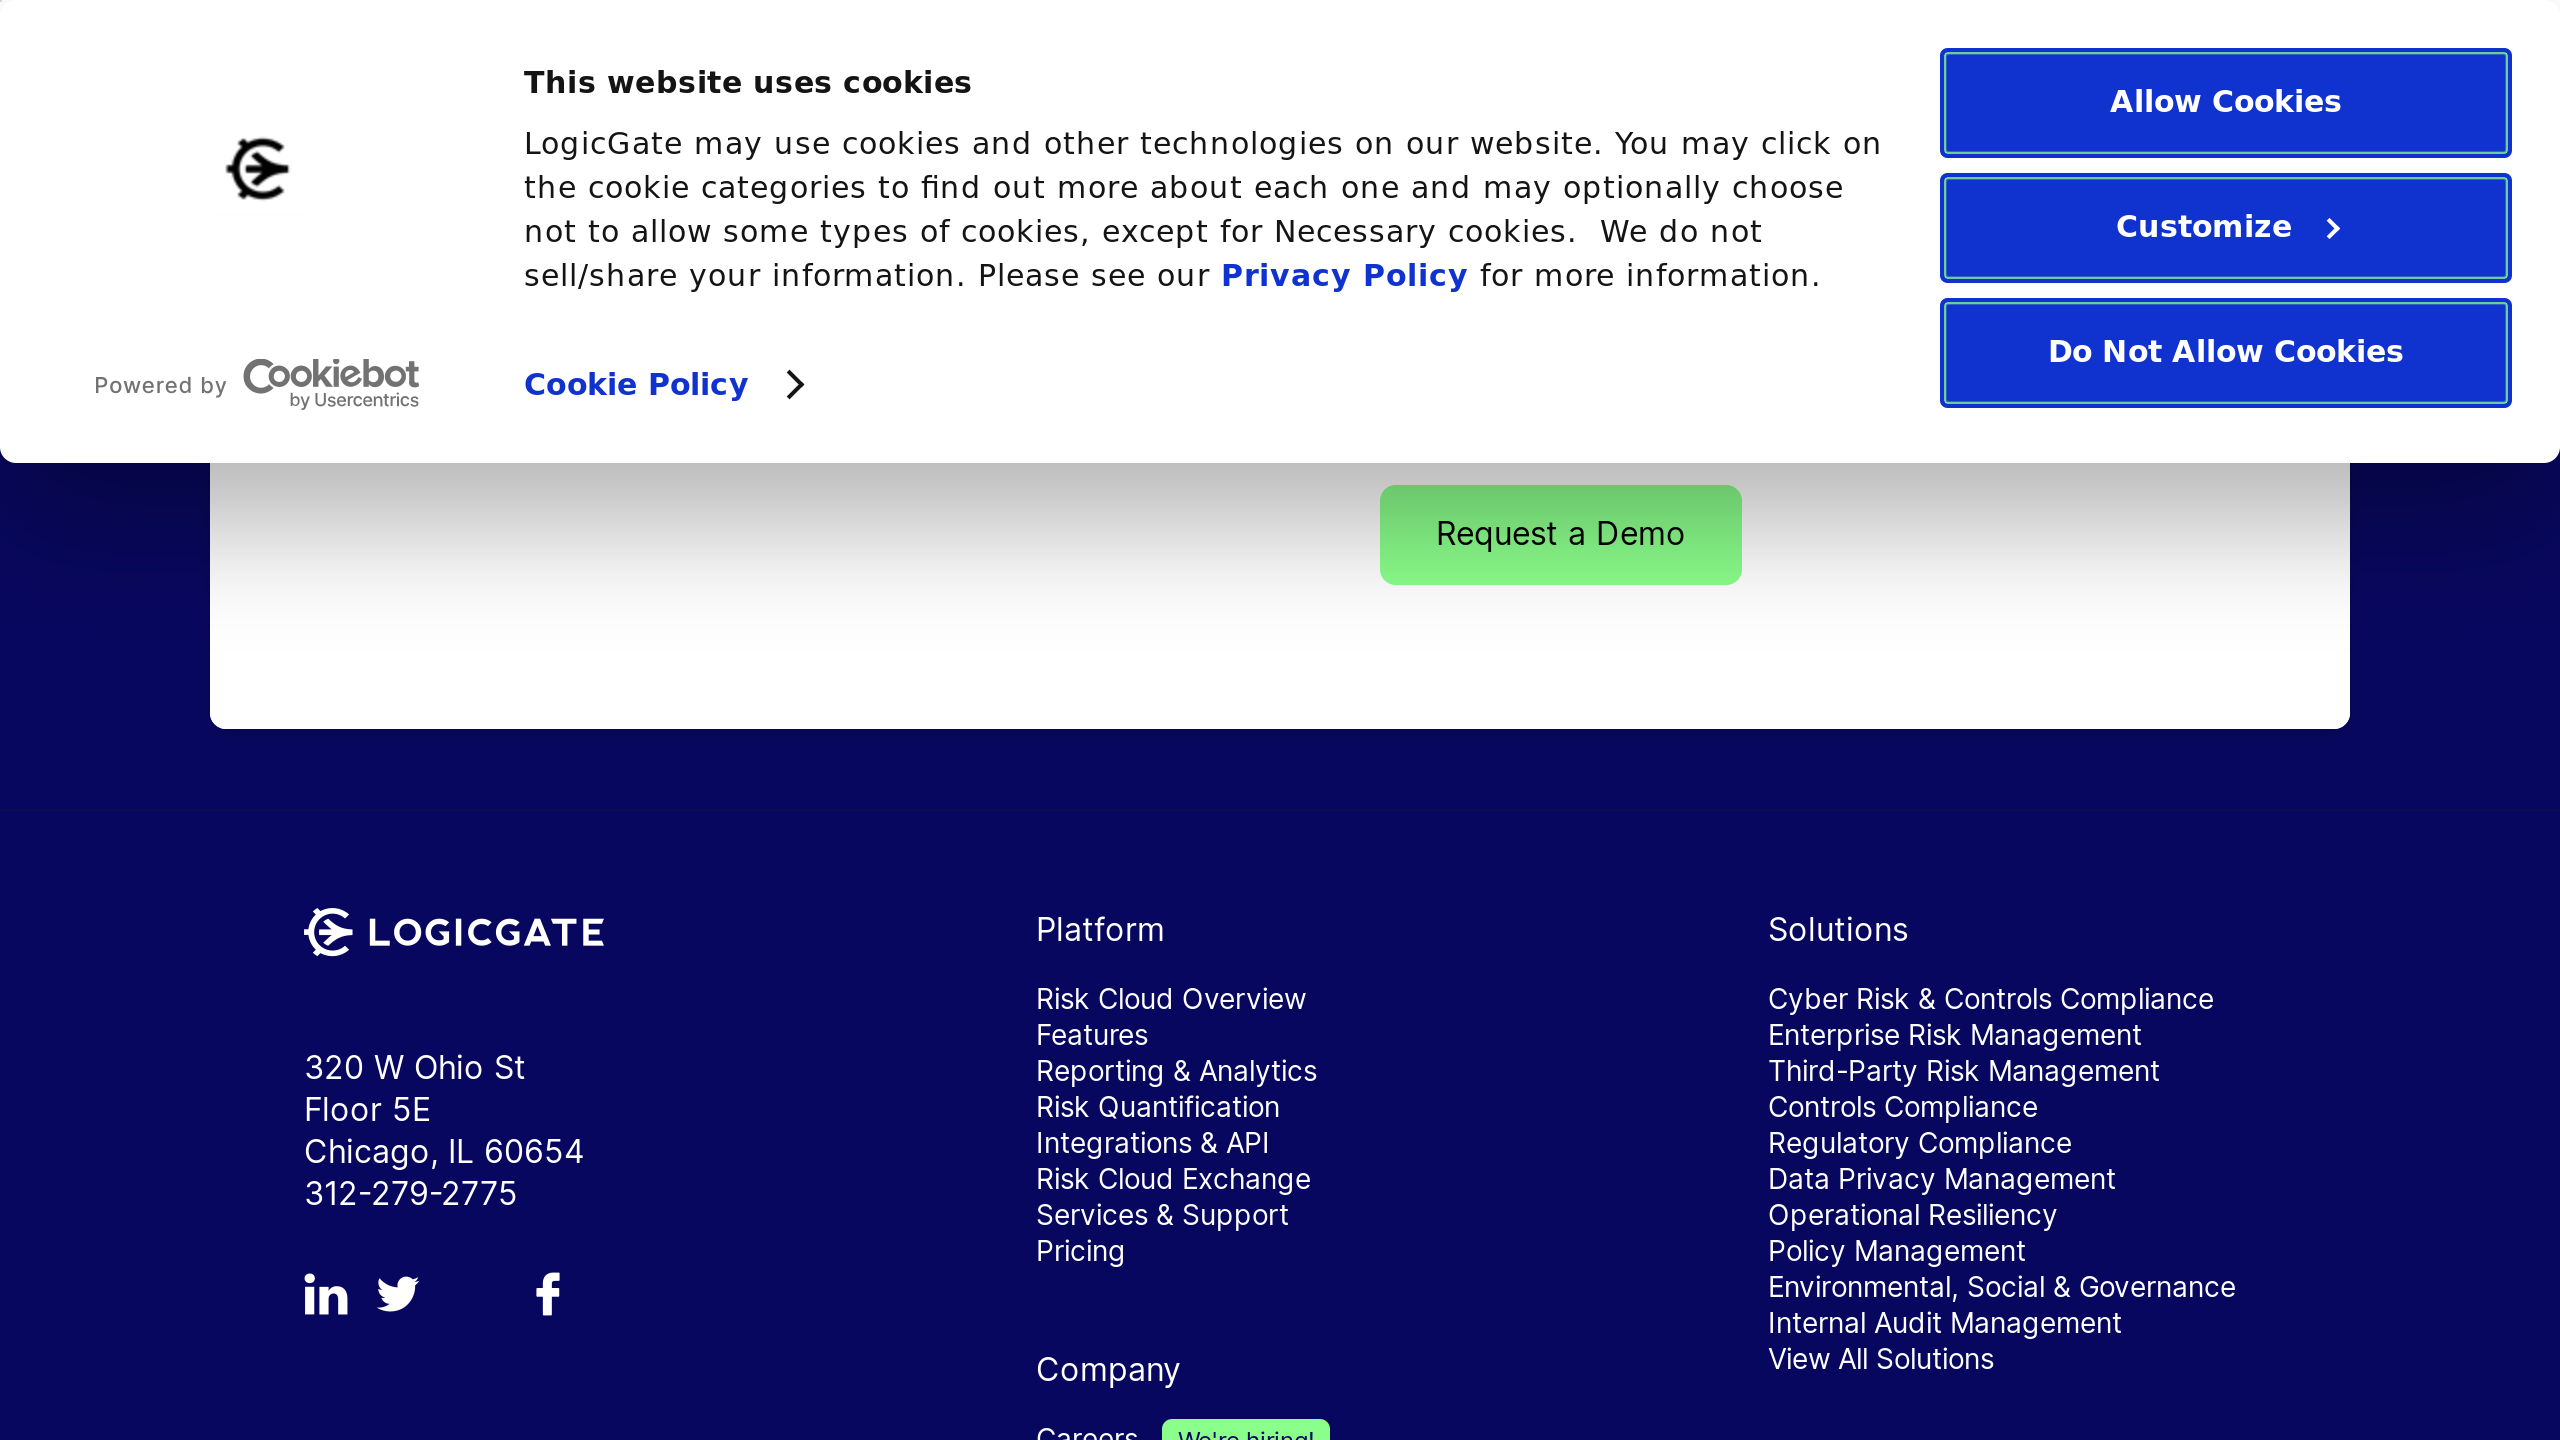 This website uses cookies
LogicGate may use cookies and other technologies on our website. You may click on
the cookie categories to find out more about each one and may optionally choose
not to allow some types of cookies, except for Necessary cookies.  We do not
sell/share your information. Please see our Privacy Policy for more information.
Powered by Cookiebot
by Usercentrics
Cookie Policy
Allow Cookies
Customize
Do Not Allow Cookies
Request a Demo
LOGICGATE
320 W Ohio St
Floor 5E
Chicago, IL 60654
312-279-2775
Platform
Risk Cloud Overview
Features
Reporting & Analytics
Risk Quantification
Integrations & API
Risk Cloud Exchange
Services & Support
Pricing
Company
Careers We're hiring!
Solutions
Cyber Risk & Controls Compliance
Enterprise Risk Management
Third-Party Risk Management
Controls Compliance
Regulatory Compliance
Data Privacy Management
Operational Resiliency
Policy Management
Environmental, Social & Governance
Internal Audit Management
View All Solutions